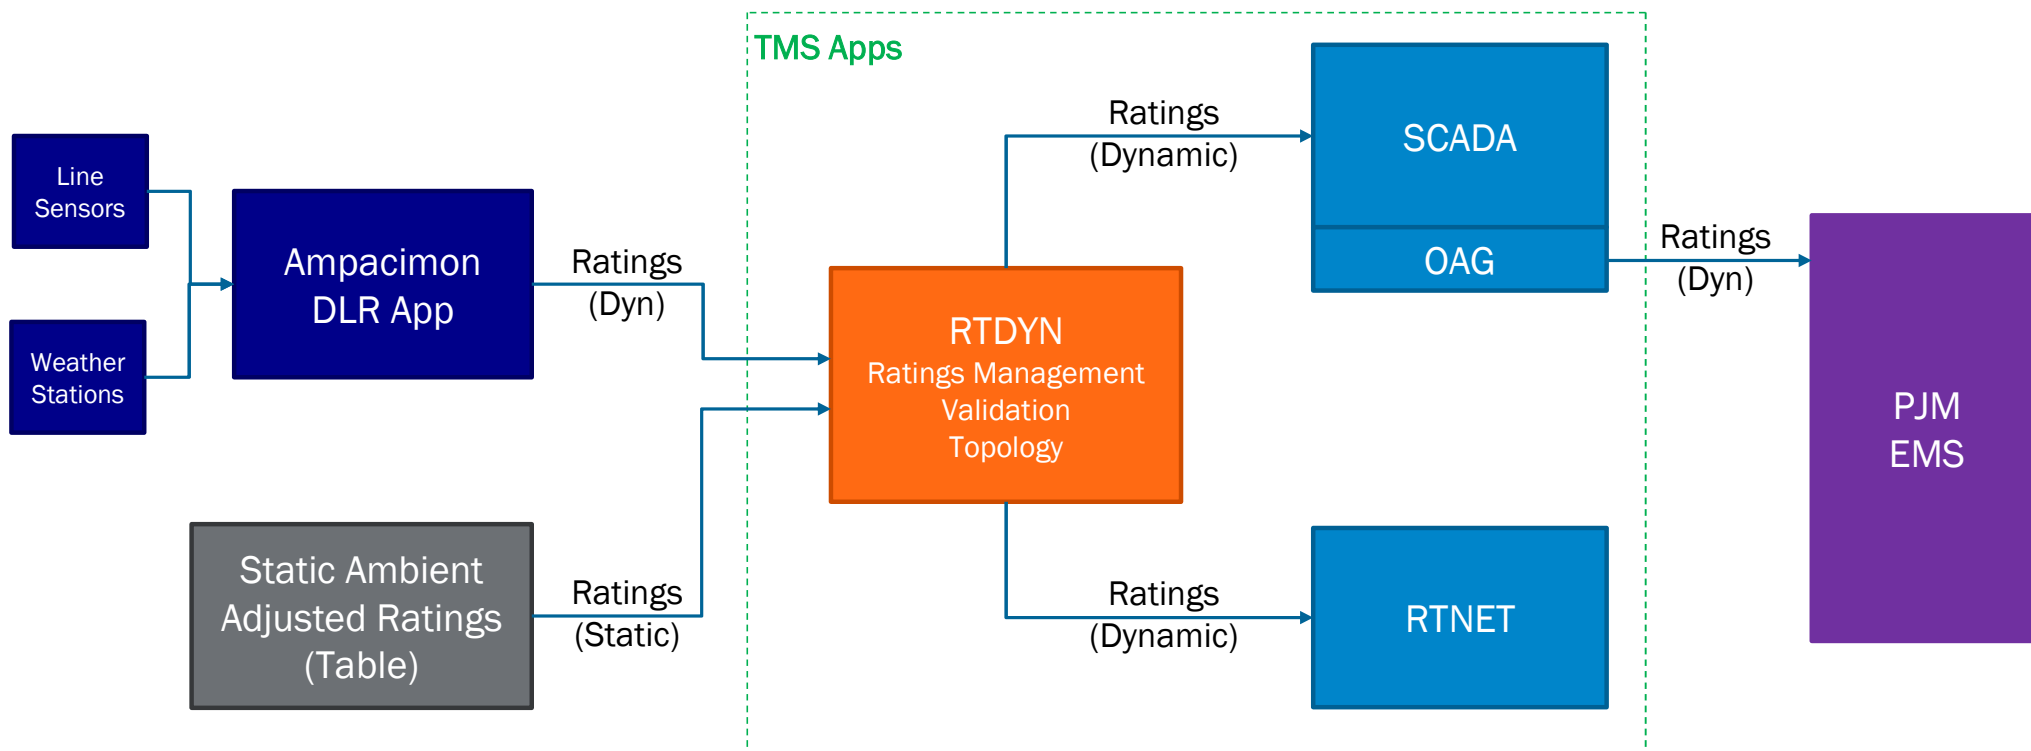 TMS Apps
Line
Sensors
Weather
Stations
Ampacimon
DLR App
Ratings
(Dyn)
Static Ambient
Adjusted Ratings
(Table)
Ratings
(Static)
RTDYN
Ratings Management
Validation
Topology
Ratings
(Dynamic)
SCADA
OAG
Ratings
(Dynamic)
RTNET
Ratings
(Dyn)
PJM
EMS